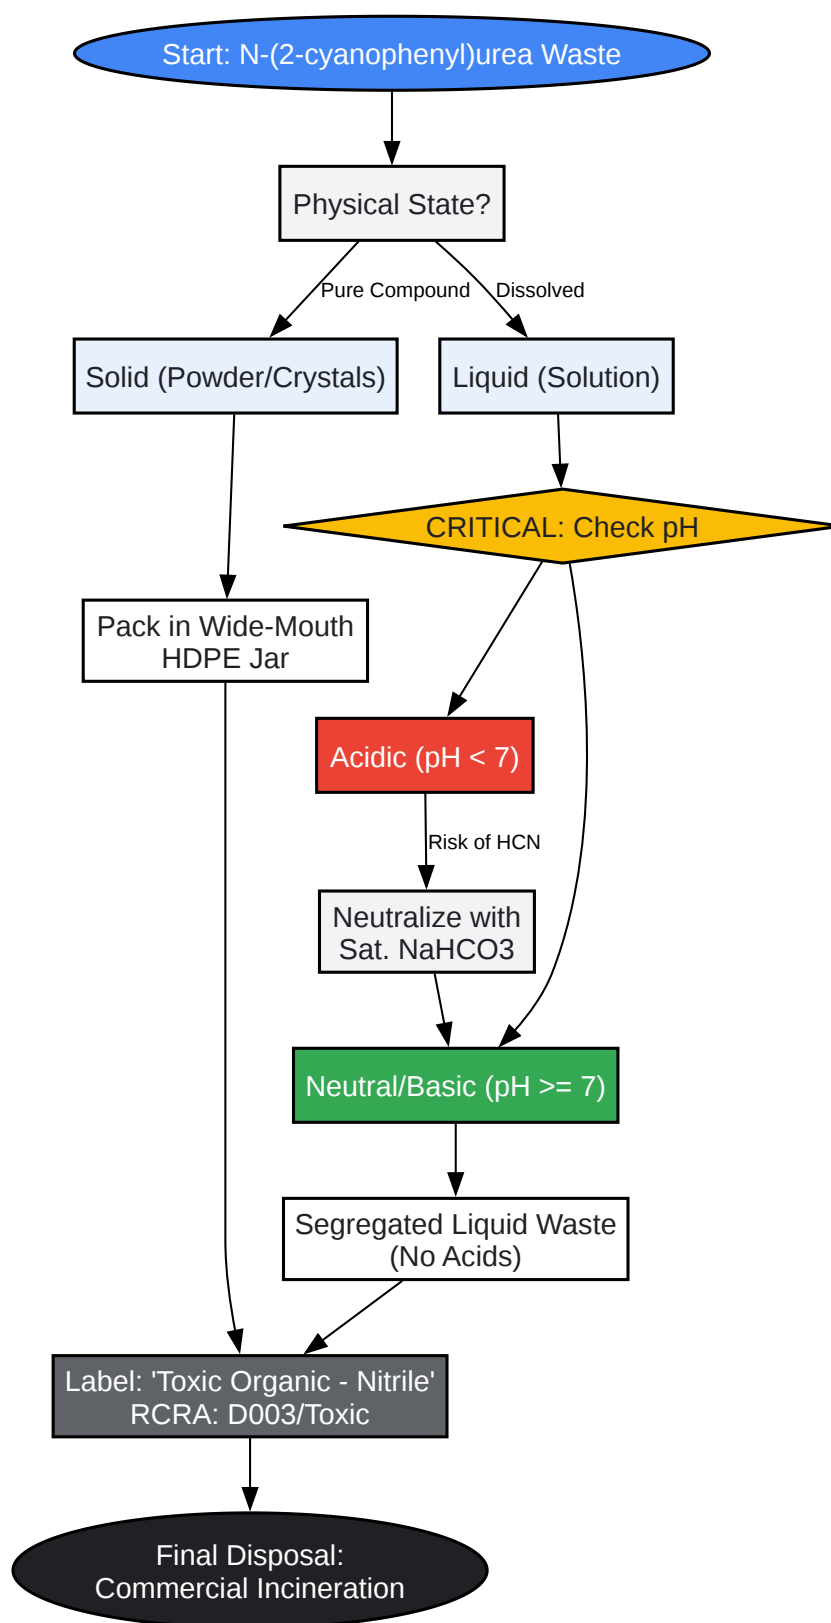 Start: N-(2-cyanophenyl)urea Waste
Physical State?
Pure Compound
Dissolved
Solid (Powder/Crystals)
Liquid (Solution)
CRITICAL: Check pH
Pack in Wide-Mouth
HDPE Jar
Acidic (pH < 7)
Risk of HCN
Neutralize with
Sat. NaHCO3
Neutral/Basic (pH >= 7)
Segregated Liquid Waste
(No Acids)
Label: 'Toxic Organic - Nitrile'
RCRA: D003/Toxic
Final Disposal:
Commercial Incineration